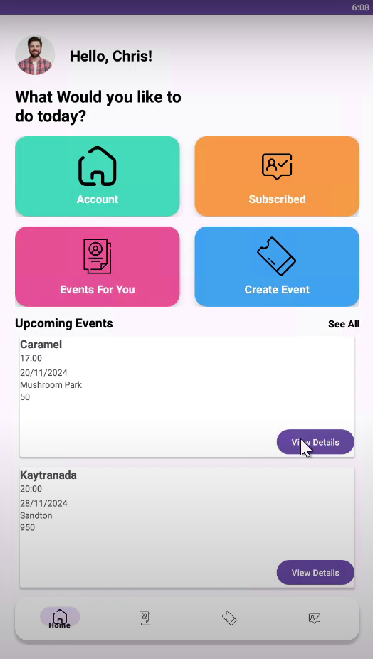 6:08
Hello, Chris!
What Would you like to
do today?
Account
Subscribed
Events For You
Create Event
Upcoming Events
See All
Caramel
17:00
20/11/2024
Mushroom Park
50
View Details
Kaytranada
20:00
28/11/2024
Sandton
950
View Details
Home